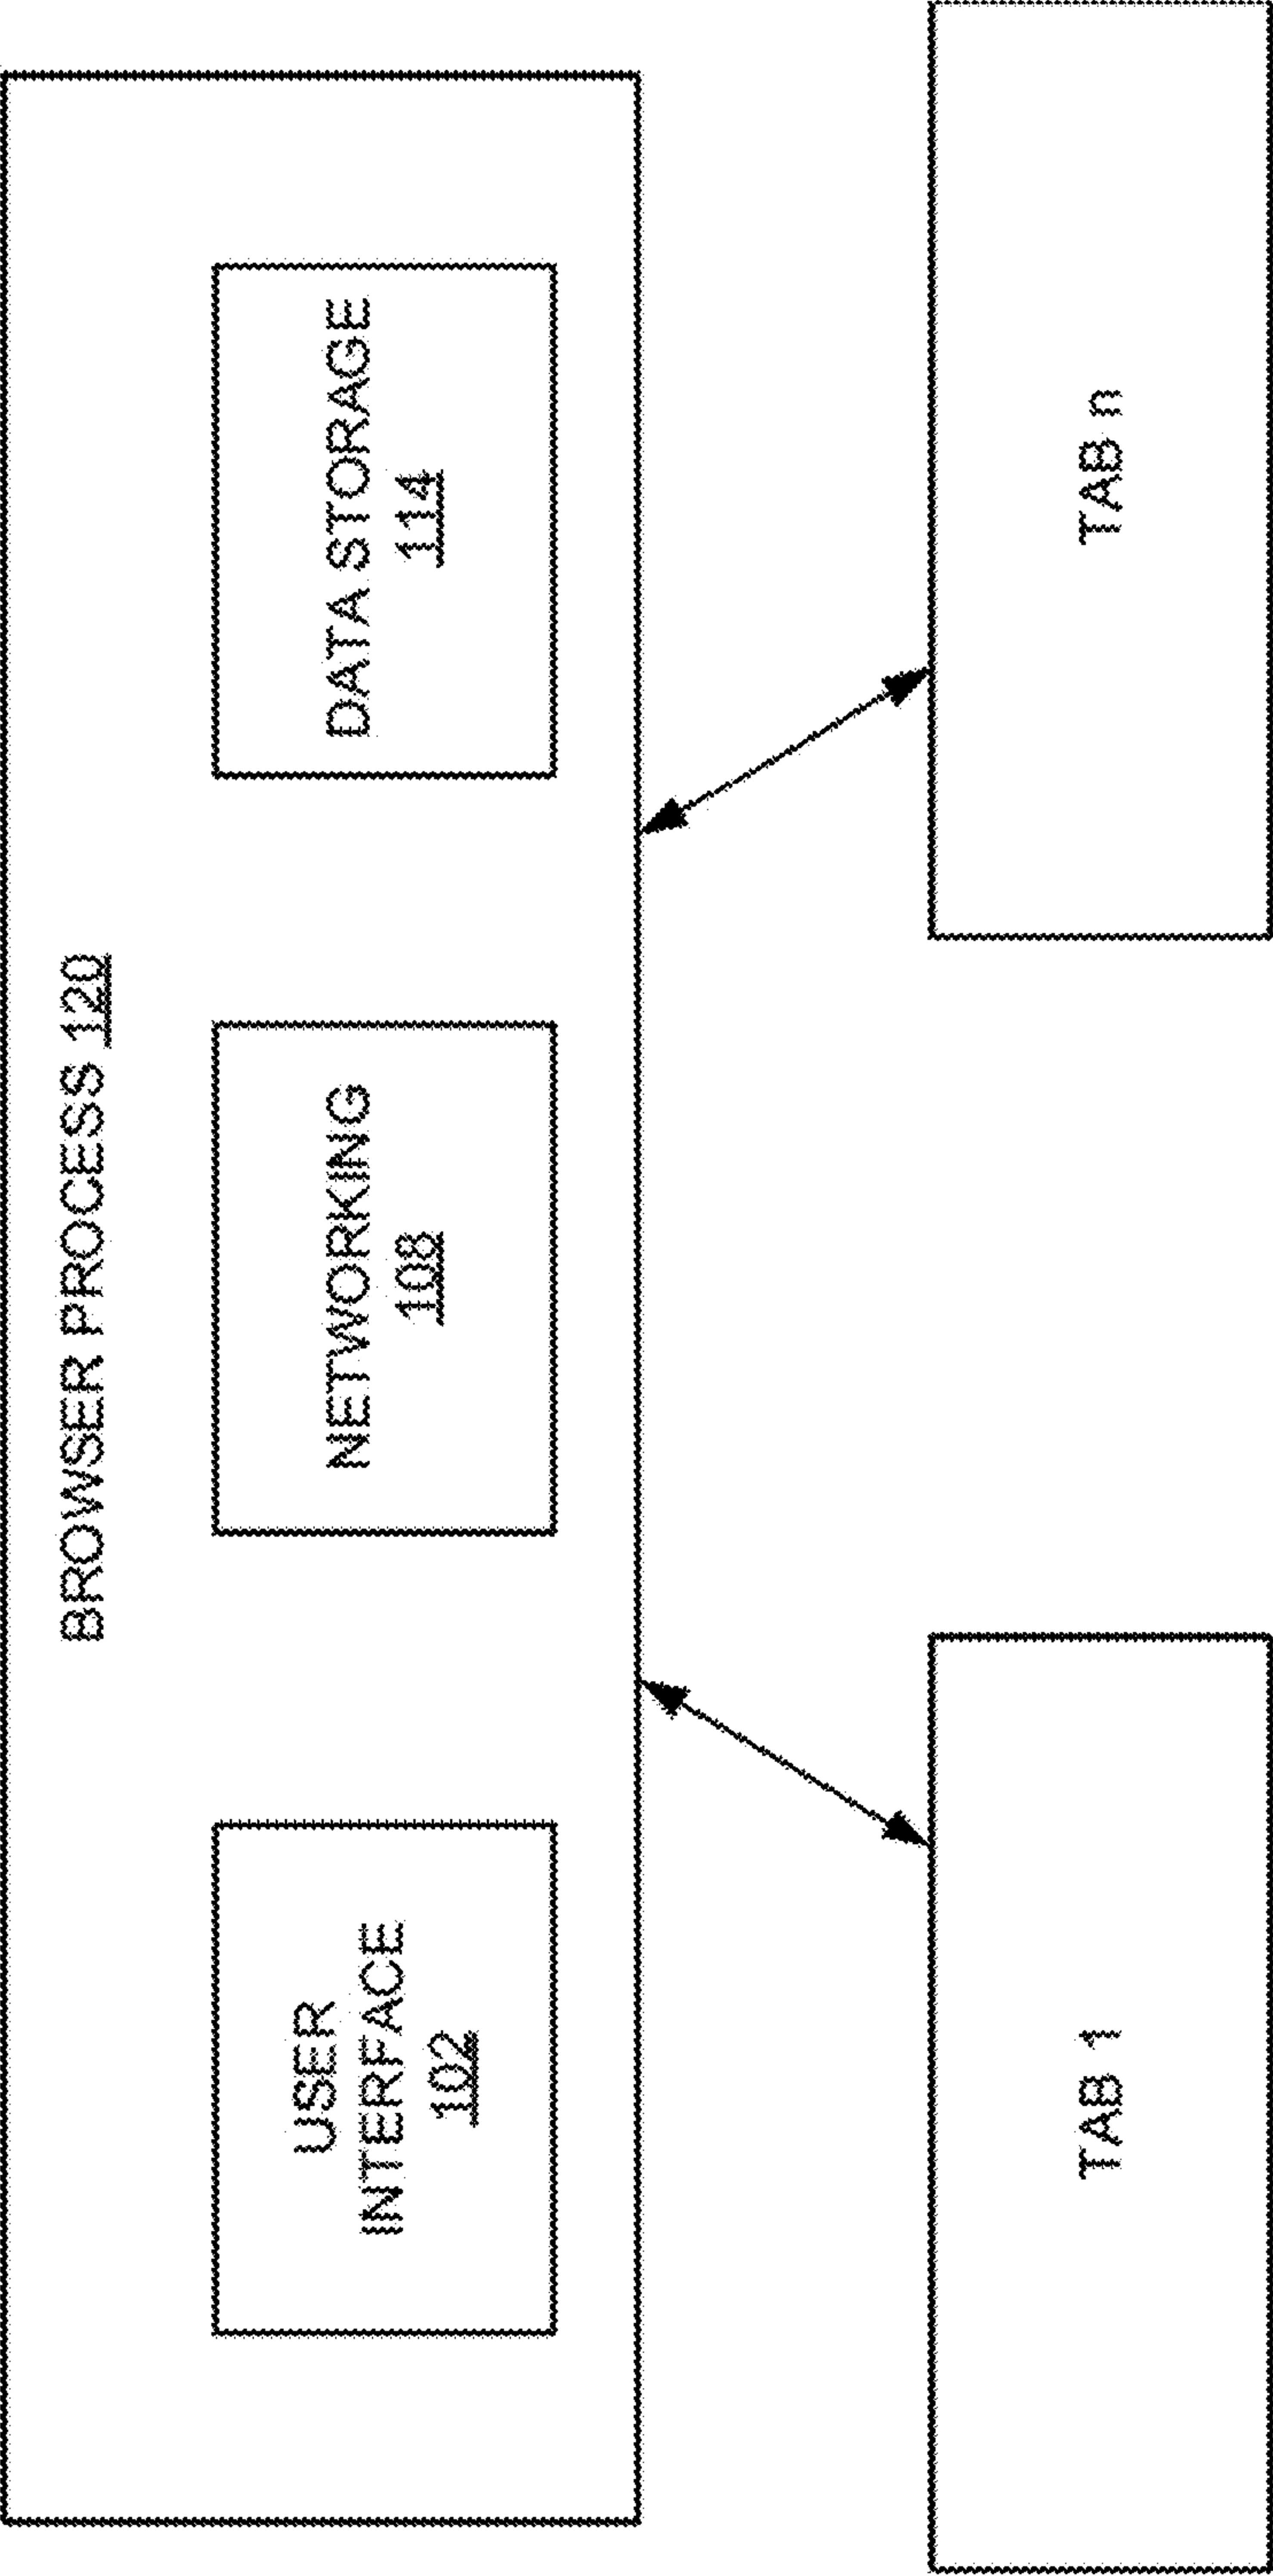 BROWSER PROCESS 120
USER
INTERFACE
102
NETWORKING
108
DATA STORAGE
114
TAB 1
TAB n